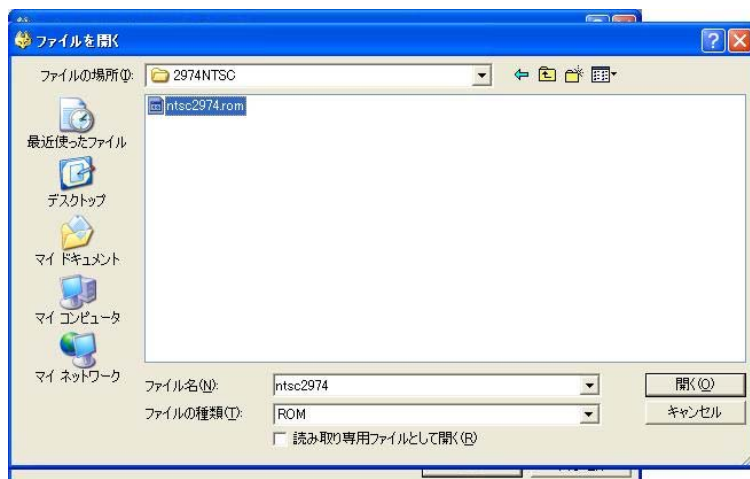 ファイルを開く
ファイルの場所(I):
2974NTSC
ntsc2974.rom
最近使ったファイル
デスクトップ
マイ ドキュメント
マイ コンピュータ
マイ ネットワーク
ファイル名(N):
ntsc2974
開く(O)
ファイルの種類(T):
ROM
キャンセル
読み取り専用ファイルとして開く(R)